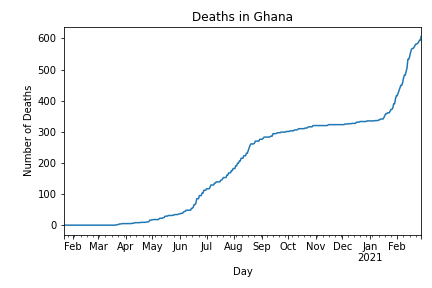 Deaths in Ghana
600
500
400
300
200
100
0
Number of Deaths
Feb Mar Apr May Jun Jul Aug Sep Oct Nov Dec Jan Feb
2021
Day